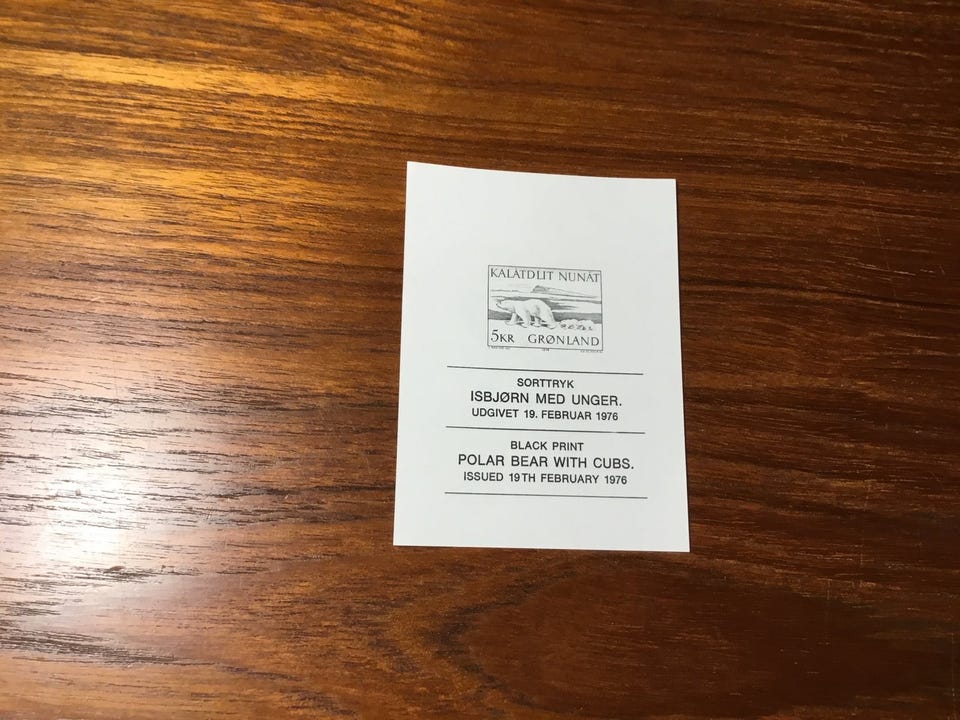 KALÂTDLIT NUNÂT
5KR GRØNLAND
SORTTRYK
ISBJØRN MED UNGER.
UDGIVET 19. FEBRUAR 1976
BLACK PRINT
POLAR BEAR WITH CUBS.
ISSUED 19TH FEBRUARY 1976